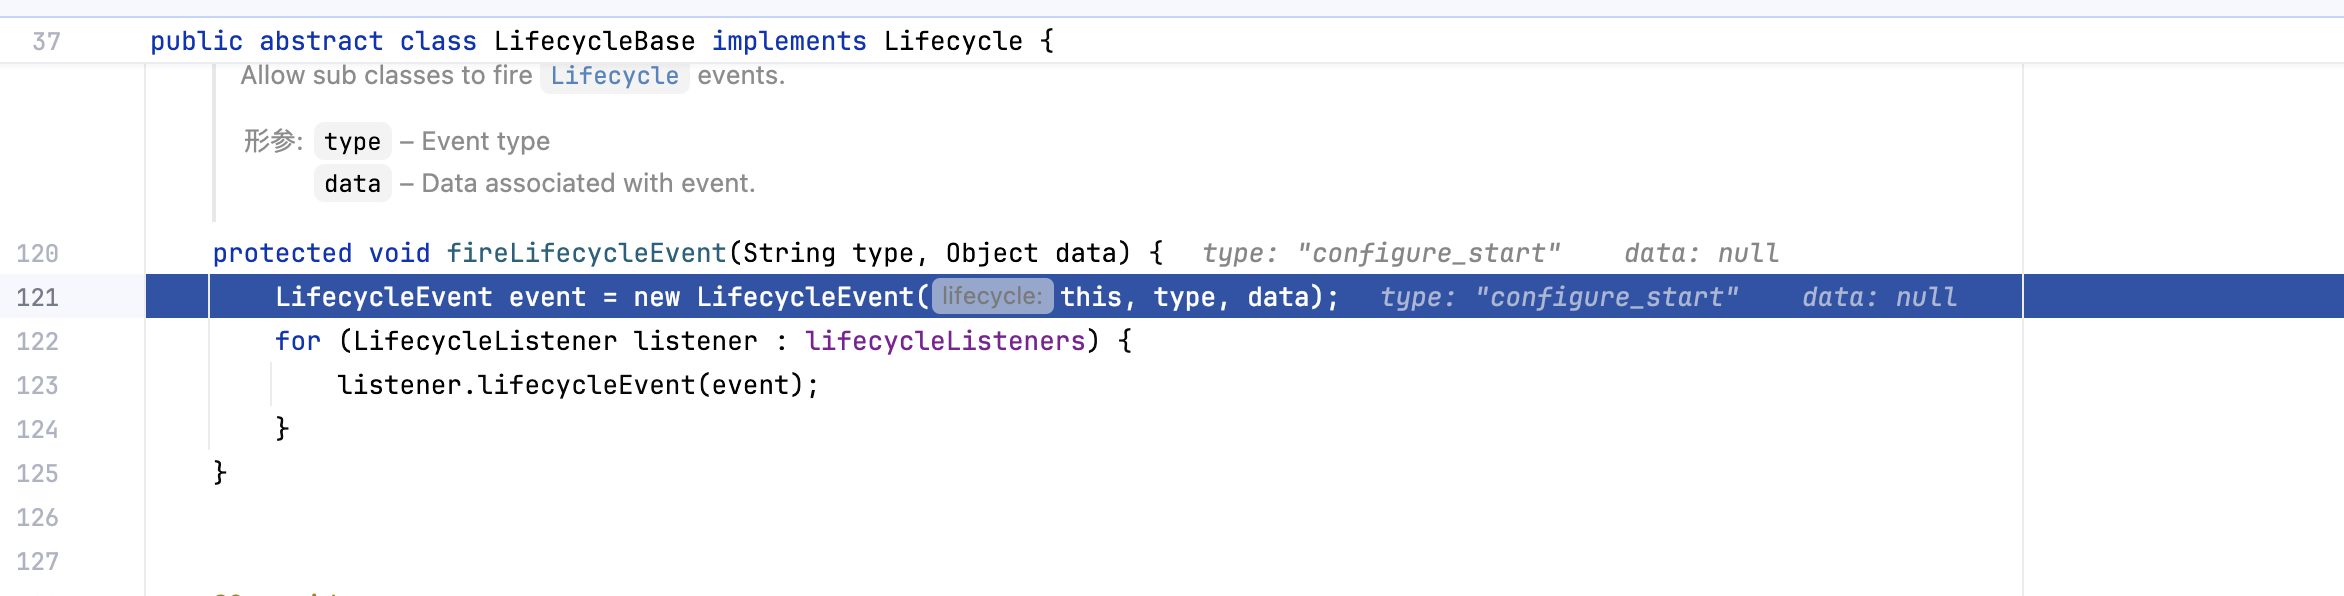 37 public abstract class LifecycleBase implements Lifecycle {
Allow sub classes to fire Lifecycle events.
形参: type – Event type
data – Data associated with event.
120 protected void fireLifecycleEvent(String type, Object data) { type: "configure_start" data: null
121 LifecycleEvent event = new LifecycleEvent( lifecycle: this, type, data); type: "configure_start" data: null
122 for (LifecycleListener listener : lifecycleListeners) {
123 listener.lifecycleEvent(event);
124 }
125 }
126
127